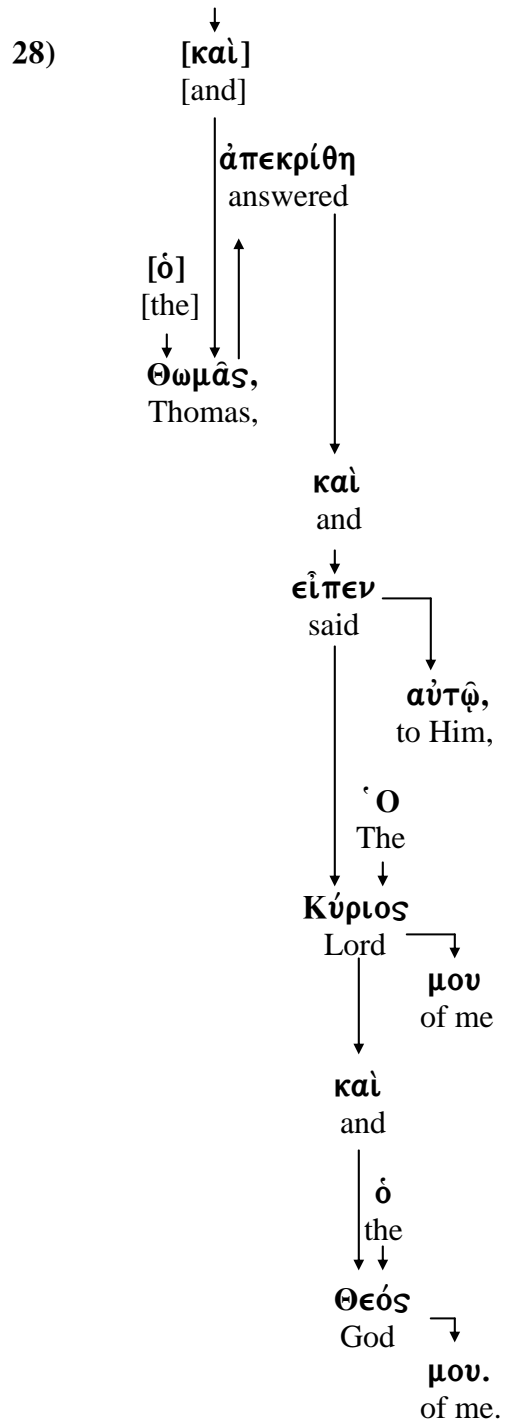 28) [καὶ]
[and]
ἀπεκρίθη
answered
[ὁ]
[the]
Θωμᾶς,
Thomas,
καὶ
and
εἶπεν
said
αὐτῷ,
to Him,
Ὁ
The
Κύριος
Lord
μου
of me
καὶ
and
ὁ
the
Θεός
God
μου.
of me.